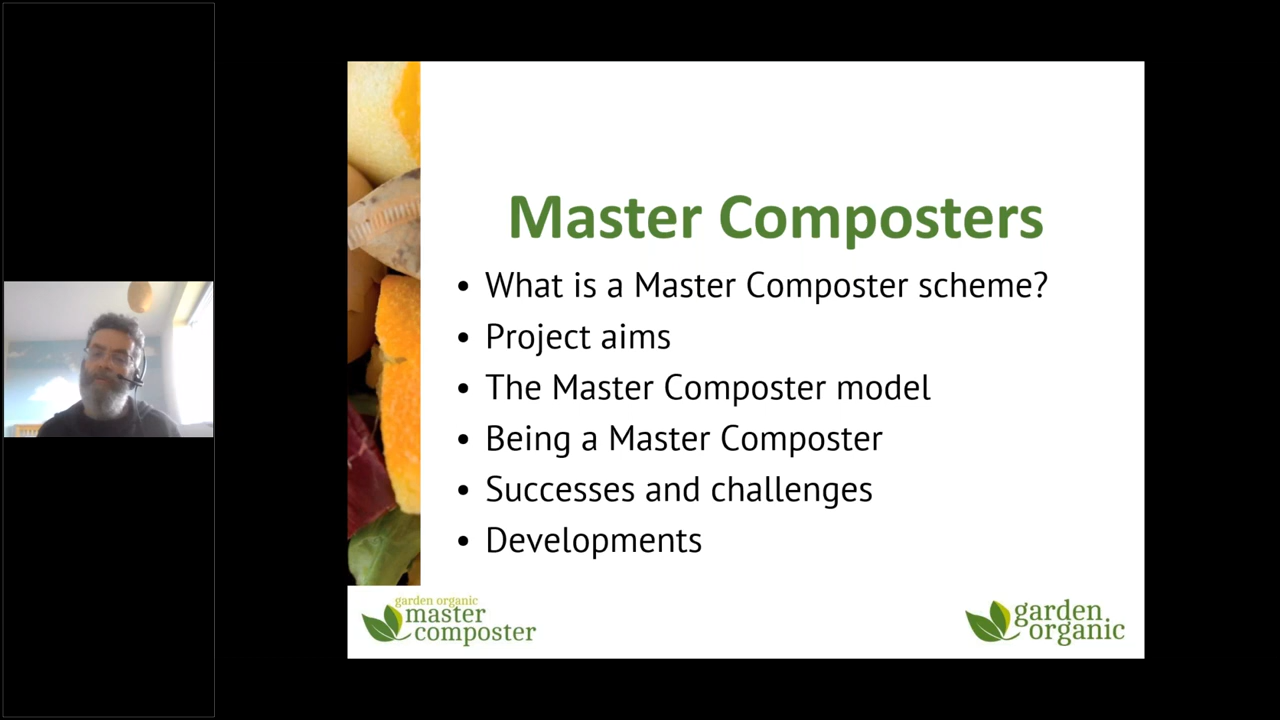 Master Composters
• What is a Master Composter scheme?
• Project aims
• The Master Composter model
• Being a Master Composter
• Successes and challenges
• Developments
garden organic
master
composter
garden
organic